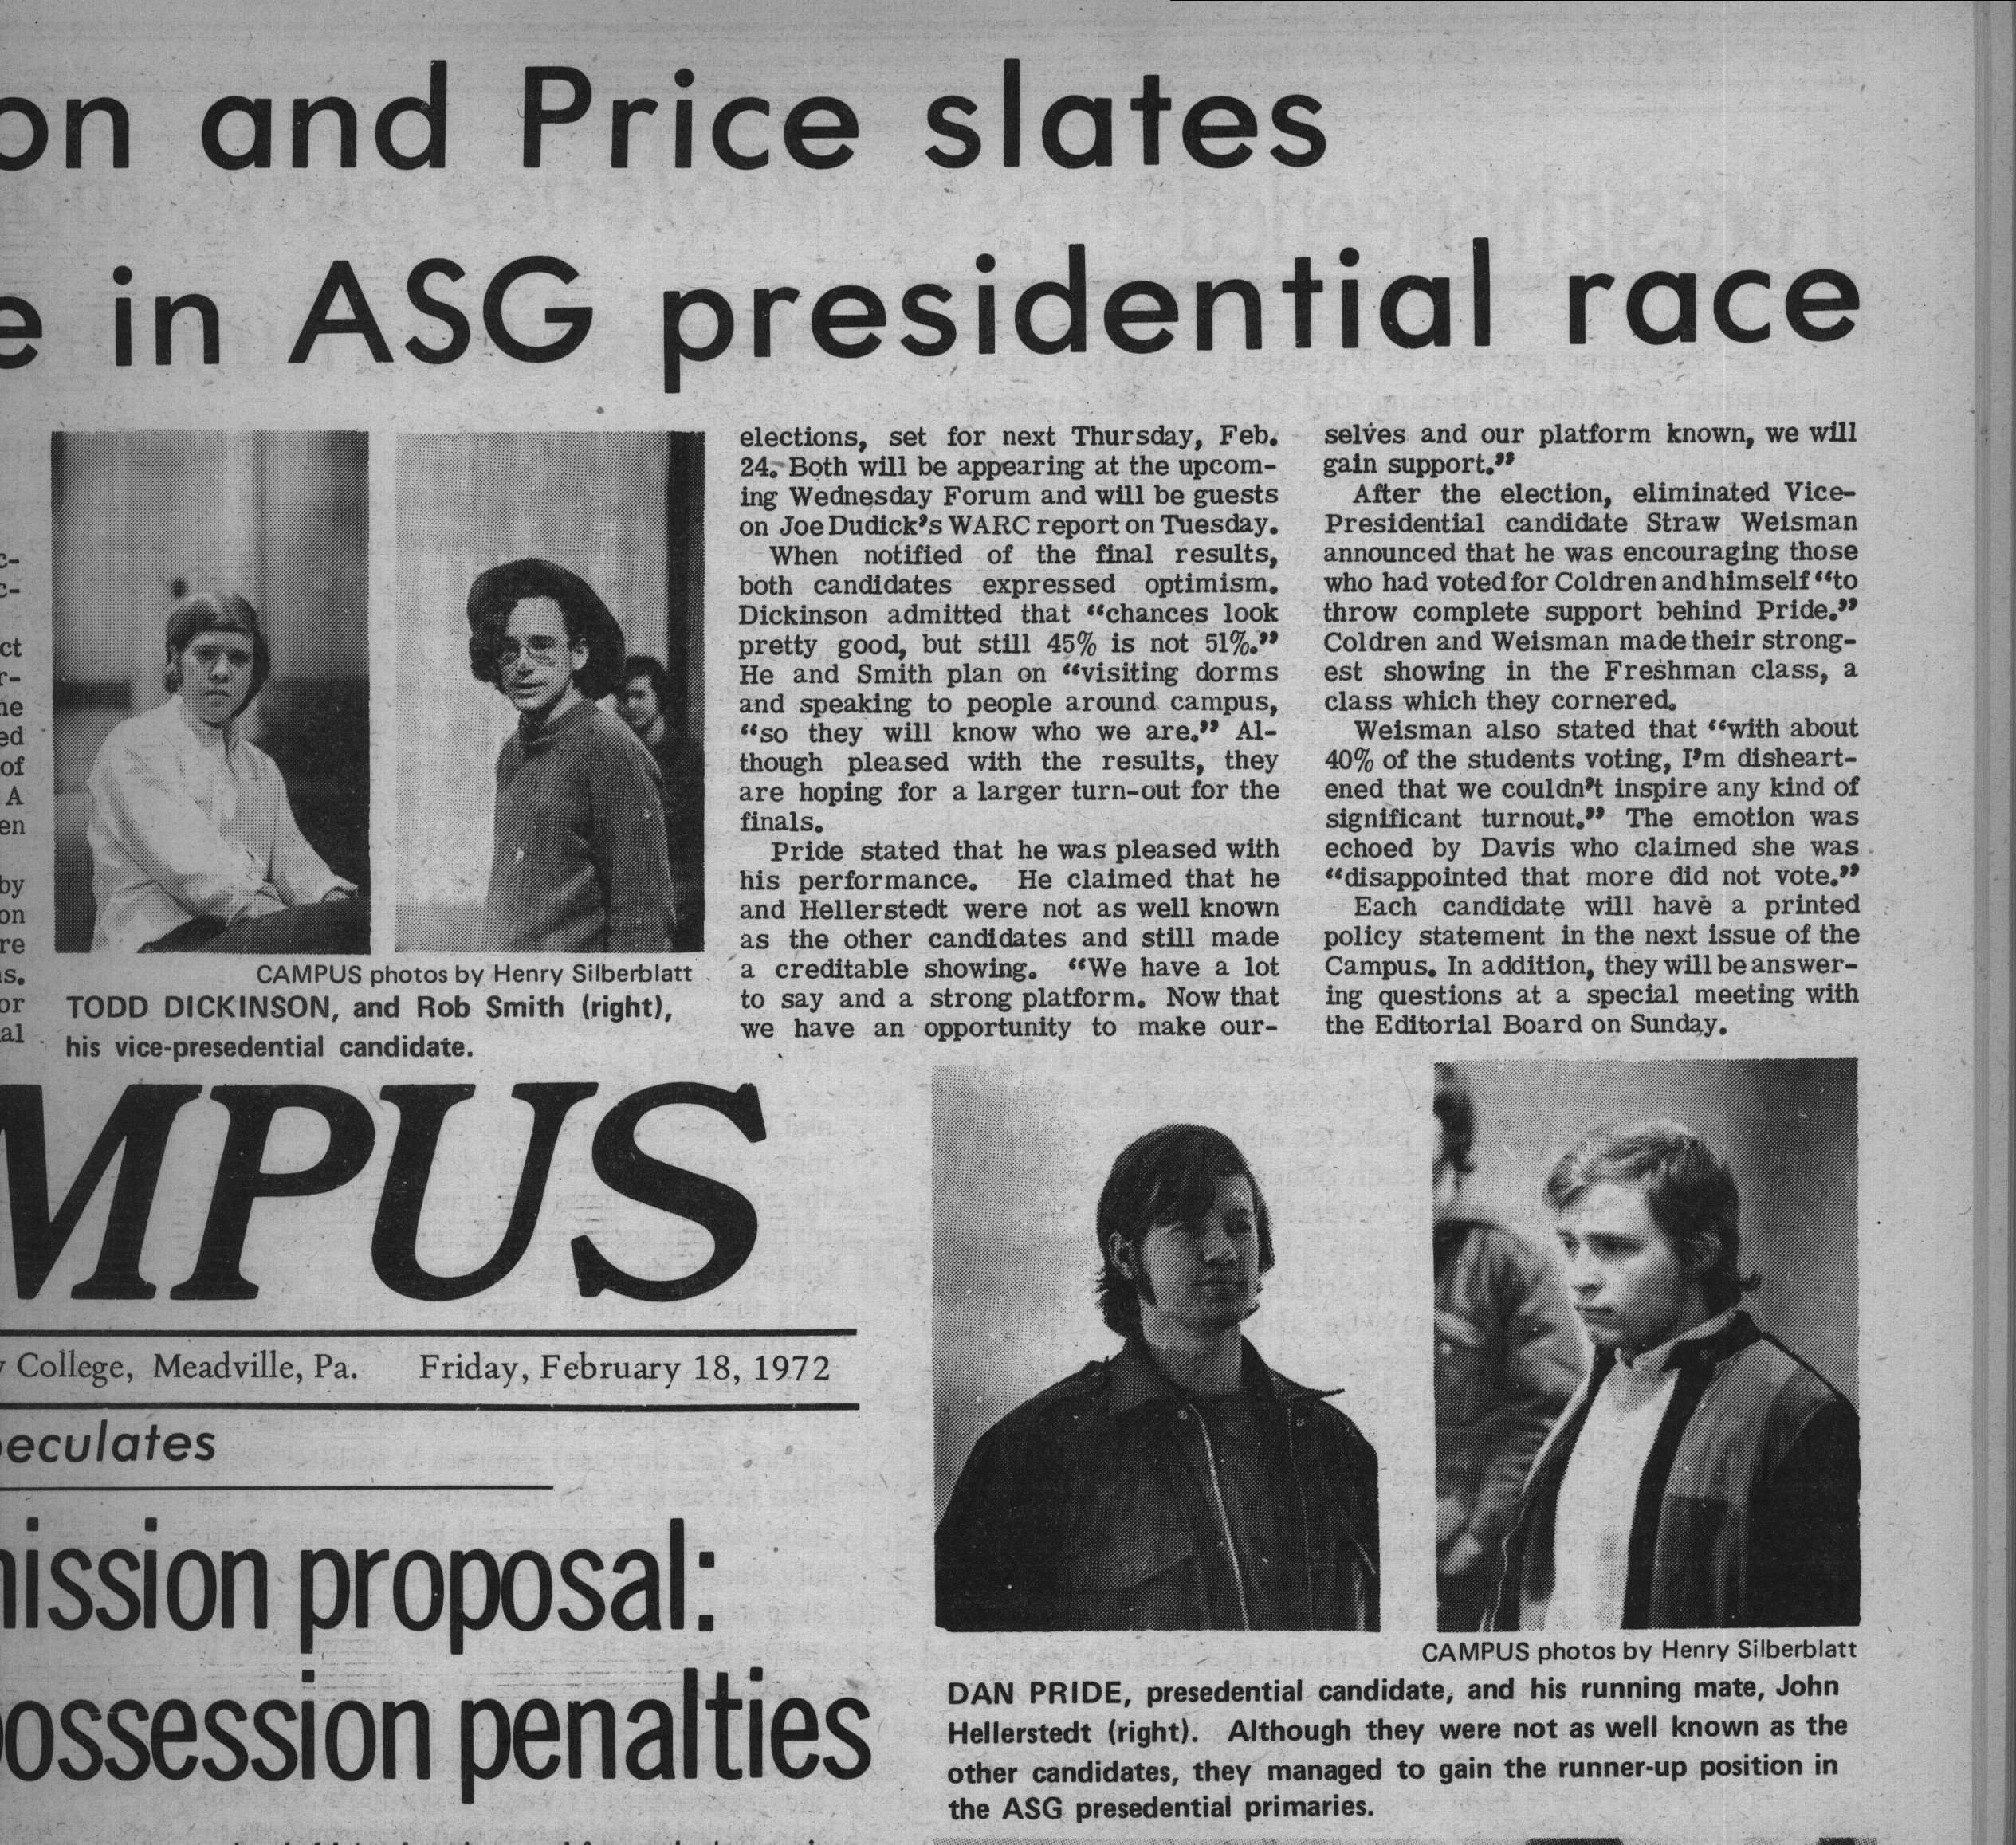 on and Price slates
e in ASG presidential race
c-
c-
ct
r-
ne
ed
of
A
en
by
on
re
s.
or
al
CAMPUS photos by Henry Silberblatt
TODD DICKINSON, and Rob Smith (right),
his vice-presedential candidate.
elections, set for next Thursday, Feb.
24. Both will be appearing at the upcom-
ing Wednesday Forum and will be guests
on Joe Dudick's WARC report on Tuesday.
When notified of the final results,
both candidates expressed optimism.
Dickinson admitted that “chances look
pretty good, but still 45% is not 51%.”
He and Smith plan on “visiting dorms
and speaking to people around campus,
“so they will know who we are.” Al-
though pleased with the results, they
are hoping for a larger turn-out for the
finals.
Pride stated that he was pleased with
his performance. He claimed that he
and Hellerstedt were not as well known
as the other candidates and still made
a creditable showing. “We have a lot
to say and a strong platform. Now that
we have an opportunity to make our-
selves and our platform known, we will
gain support.”
After the election, eliminated Vice-
Presidential candidate Straw Weisman
announced that he was encouraging those
who had voted for Coldren and himself “to
throw complete support behind Pride.”
Coldren and Weisman made their strong-
est showing in the Freshman class, a
class which they cornered.
Weisman also stated that “with about
40% of the students voting, I'm disheart-
ened that we couldn't inspire any kind of
significant turnout.” The emotion was
echoed by Davis who claimed she was
“disappointed that more did not vote.”
Each candidate will have a printed
policy statement in the next issue of the
Campus. In addition, they will be answer-
ing questions at a special meeting with
the Editorial Board on Sunday.
MPUS
y College, Meadville, Pa. Friday, February 18, 1972
peculates
mission proposal:
possession penalties
CAMPUS photos by Henry Silberblatt
DAN PRIDE, presedential candidate, and his running mate, John
Hellerstedt (right). Although they were not as well known as the
other candidates, they managed to gain the runner-up position in
the ASG presedential primaries.